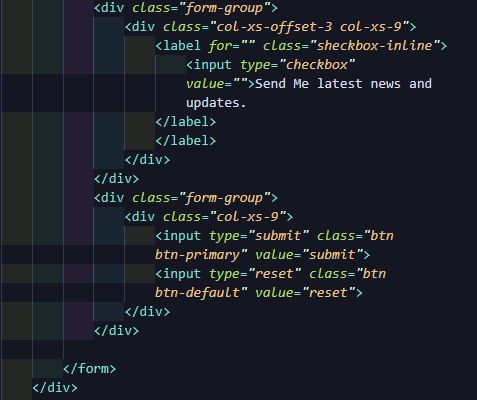 <div class="form-group">
<div class="col-xs-offset-3 col-xs-9">
<label for="" class="sheckbox-inline">
<input type="checkbox"
value="">Send Me latest news and
updates.
</label>
</label>
</div>
</div>
<div class="form-group">
<div class="col-xs-9">
<input type="submit" class="btn
btn-primary" value="submit">
<input type="reset" class="btn
btn-default" value="reset">
</div>
</div>
</form>
</div>